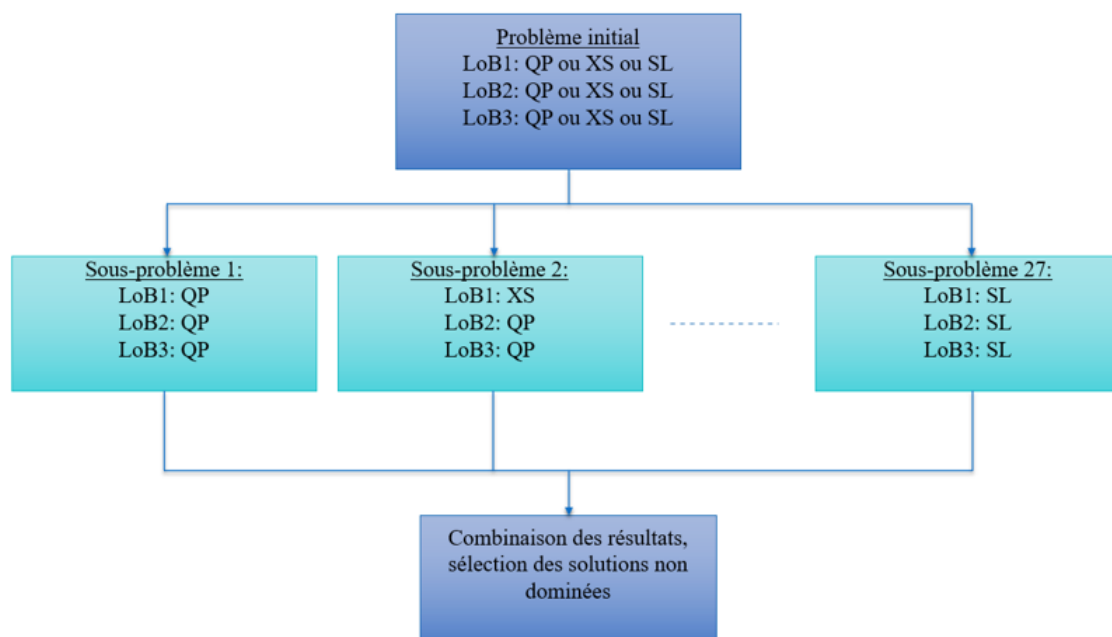 Problème initial
LoB1: QP ou XS ou SL
LoB2: QP ou XS ou SL
LoB3: QP ou XS ou SL
Sous-problème 1:
LoB1: QP
LoB2: QP
LoB3: QP
Sous-problème 2:
LoB1: XS
LoB2: QP
LoB3: QP
Sous-problème 27:
LoB1: SL
LoB2: SL
LoB3: SL
Combinaison des résultats,
sélection des solutions non
dominées